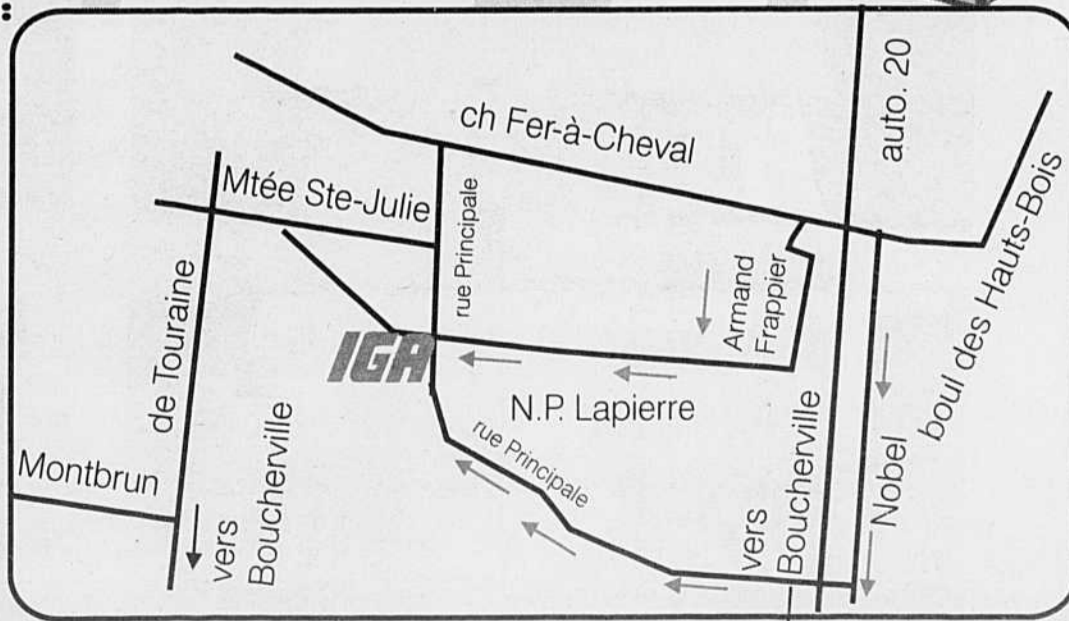 ch Fer-à-Cheval
auto. 20
boul des Hauts-Bois
Mtée Ste-Julie
rue Principale
de Touraine
Armand
Frappier
IGA
N.P. Lapierre
rue Principale
vers
Boucherville
Nobel
Montbrun
vers
Boucherville